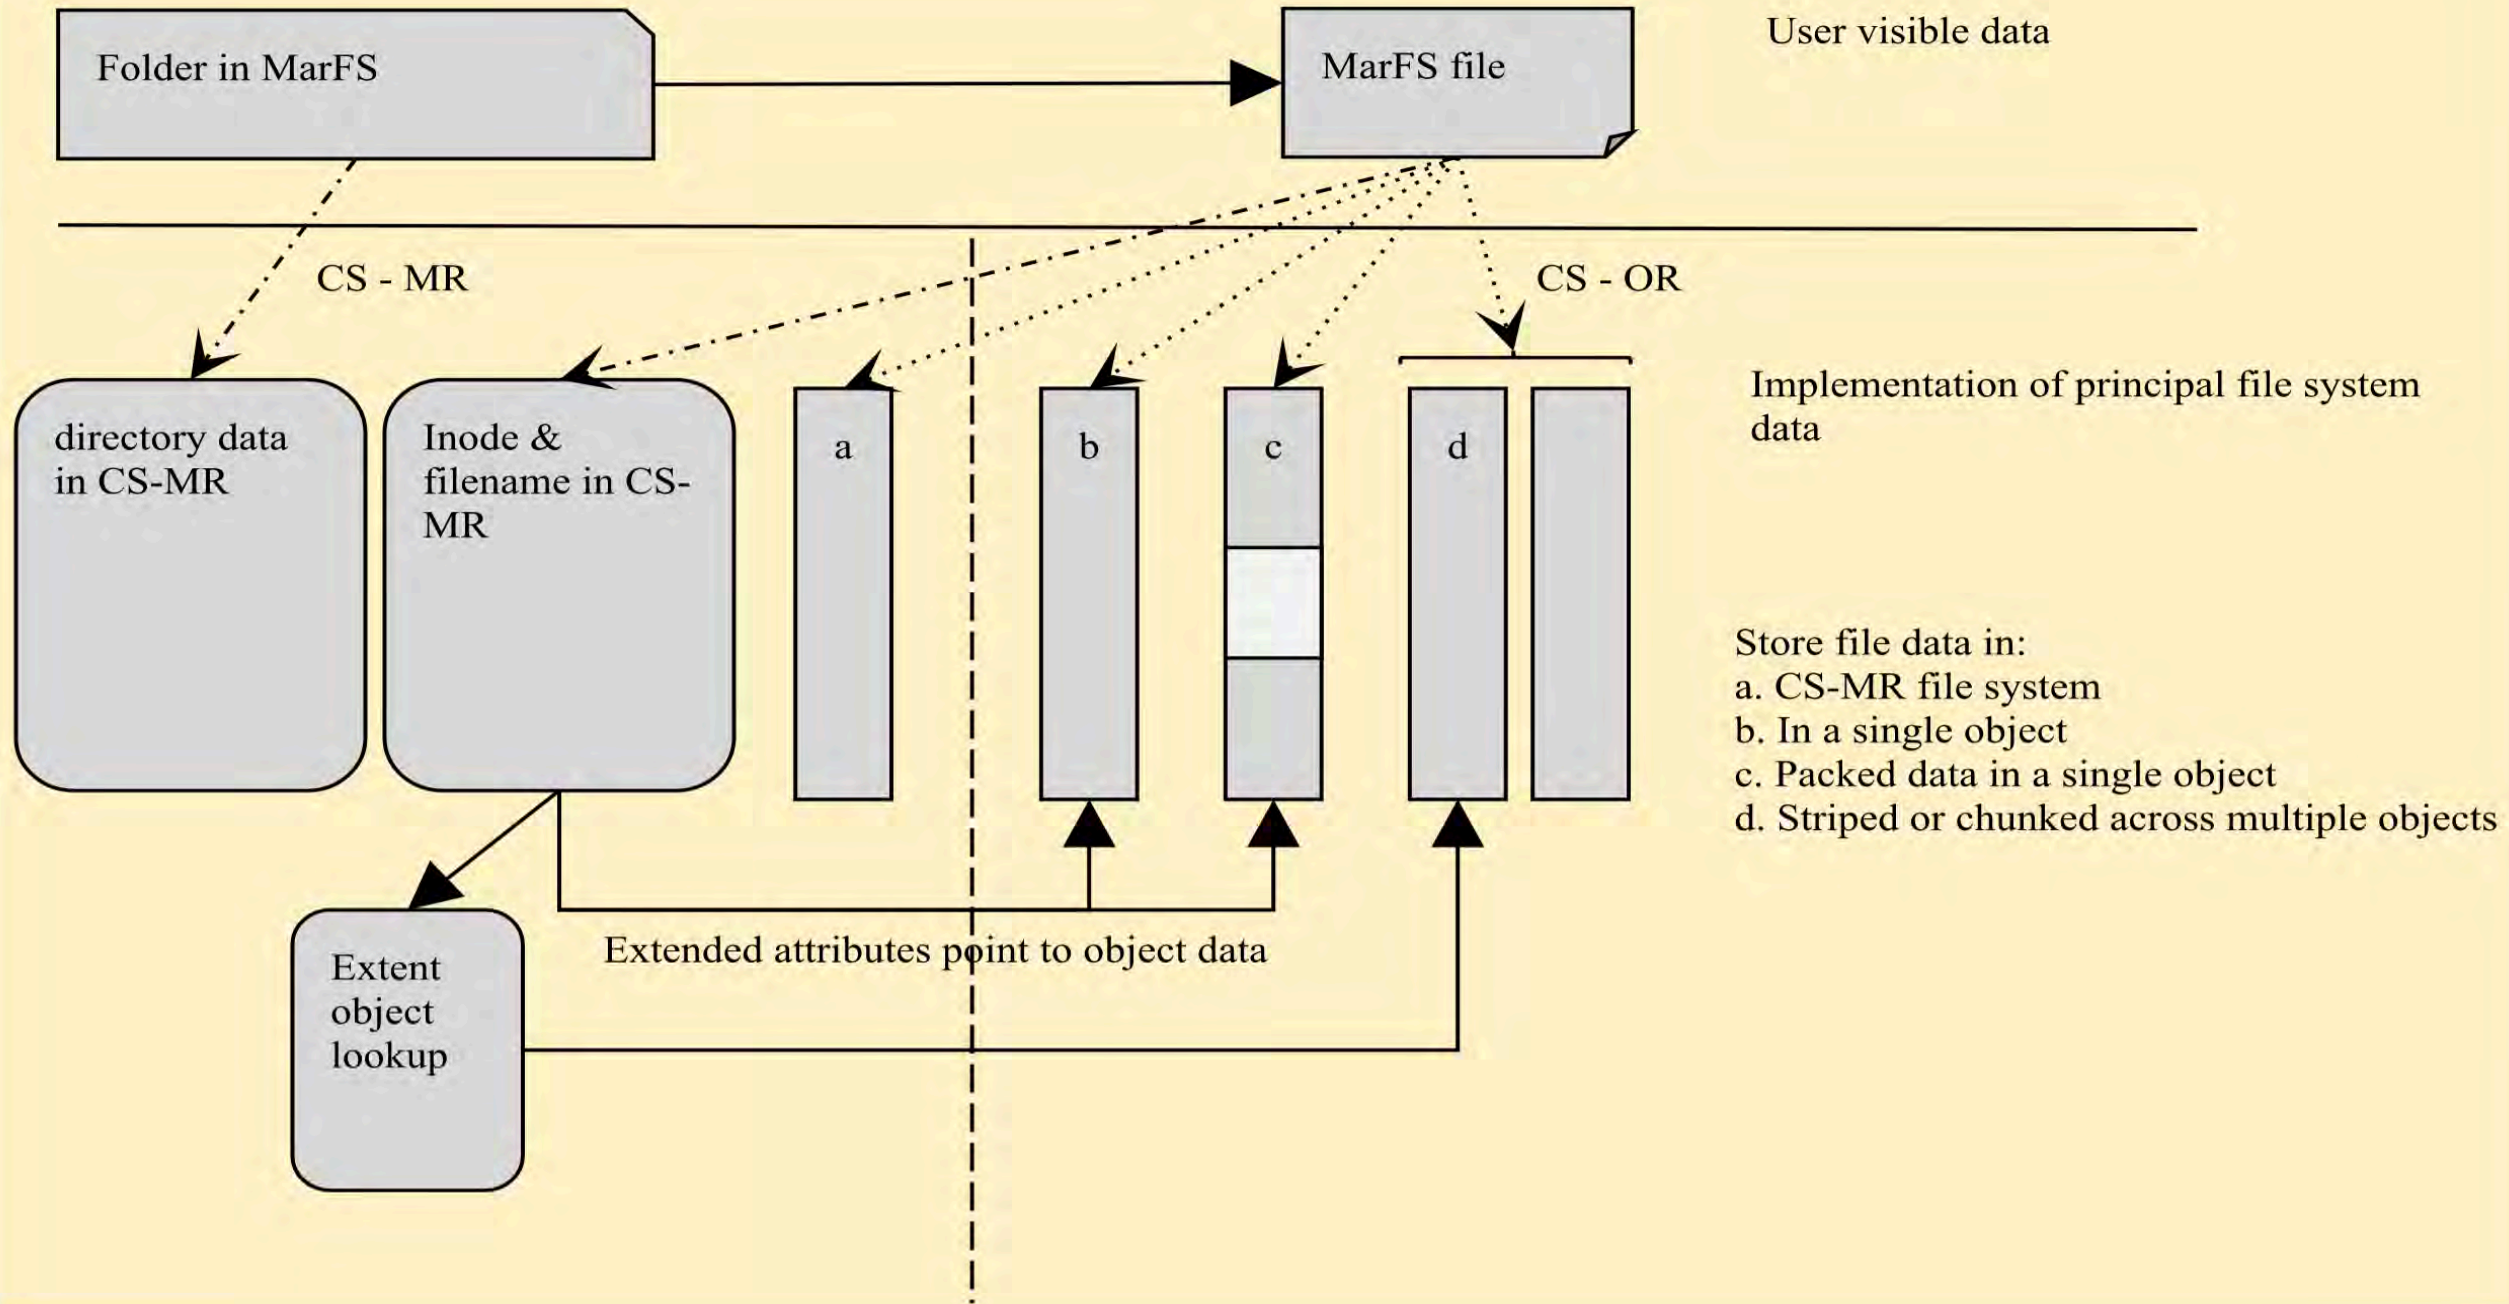 Folder in MarFS
MarFS file
User visible data
CS - MR
CS - OR
directory data
in CS-MR
Inode &
filename in CS-
MR
a
b
c
d
Implementation of principal file system
data
Store file data in:
a. CS-MR file system
b. In a single object
c. Packed data in a single object
d. Striped or chunked across multiple objects
Extended attributes point to object data
Extent
object
lookup